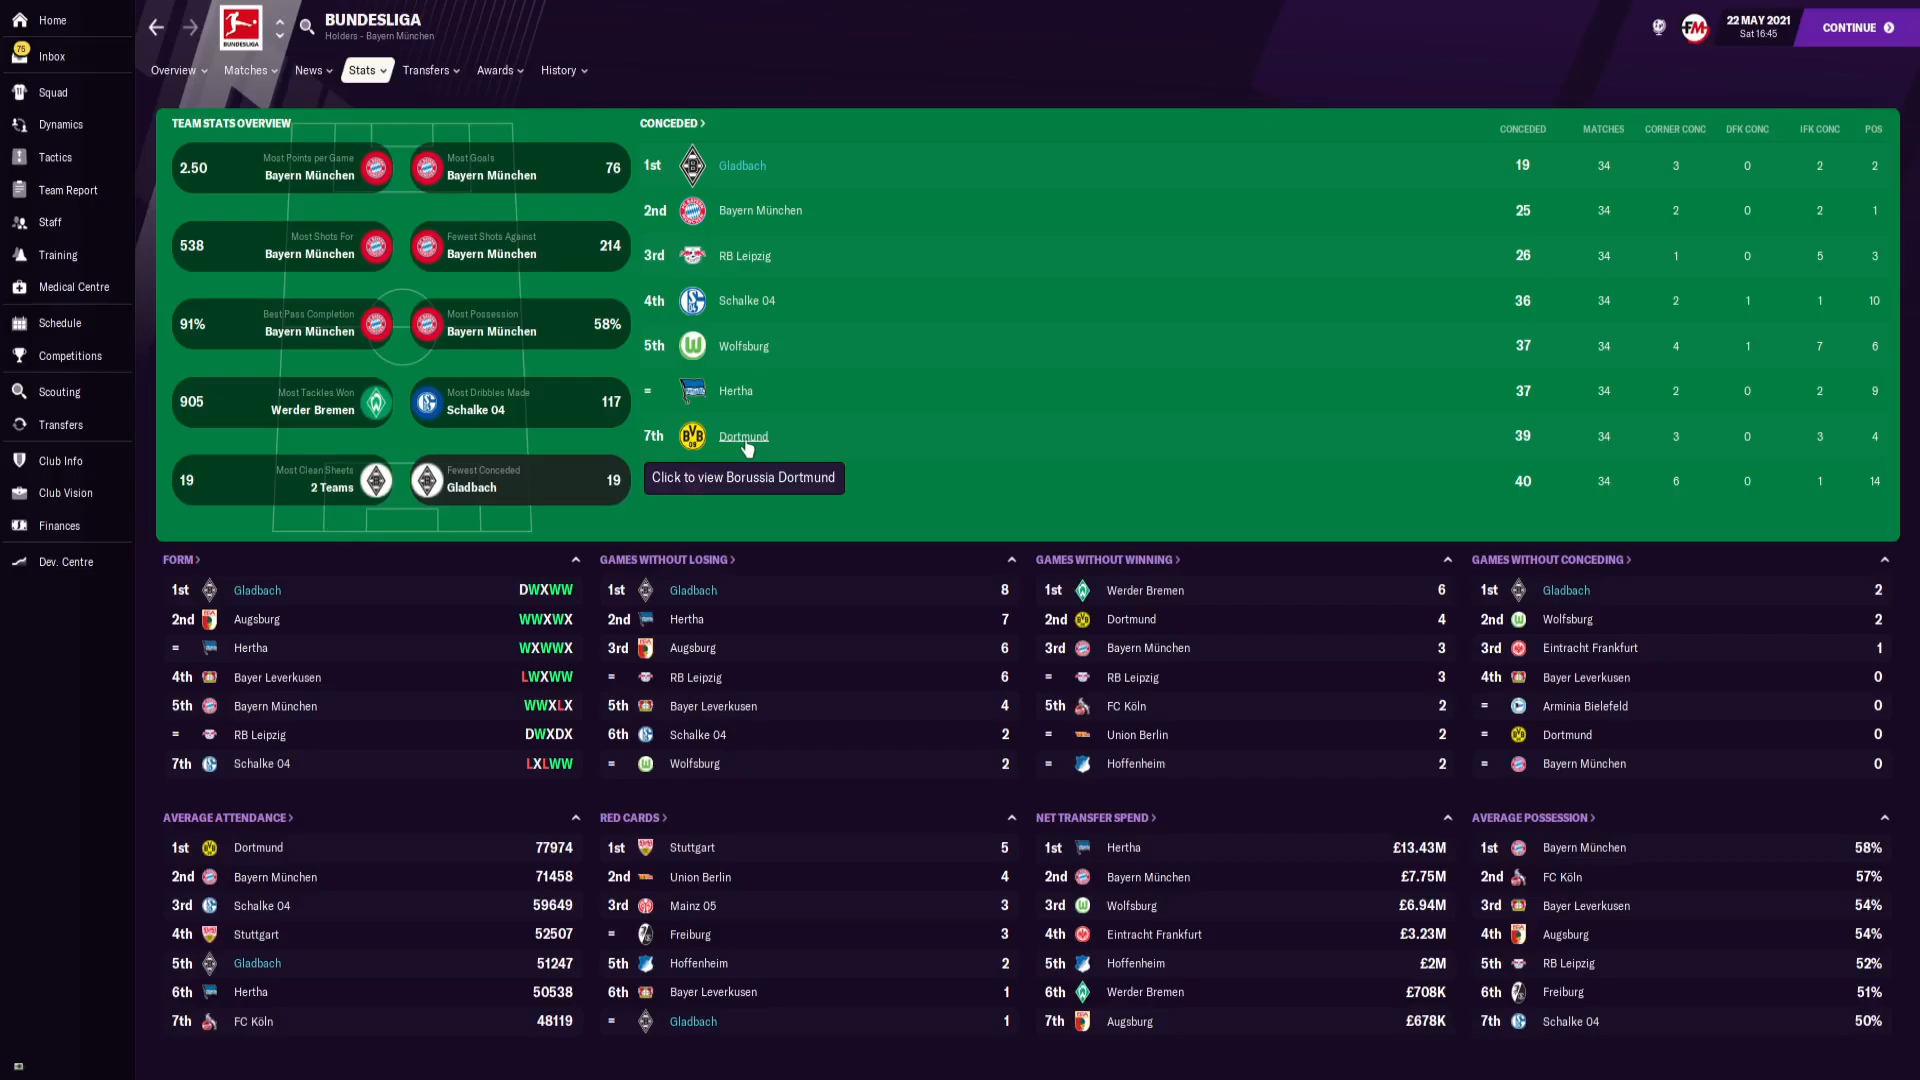 Home
75
Inbox
Squad
Dynamics
Tactics
Team Report
Staff
Training
Medical Centre
Schedule
Competitions
Scouting
Transfers
Club Info
Club Vision
Finances
Dev. Centre
BUNDESLIGA
BUNDESLIGA
Holders - Bayern München
FM
22 MAY 2021
Sat 16:45
CONTINUE
Overview Matches News Stats Transfers Awards History
TEAM STATS OVERVIEW
2.50 Most Points per Game Bayern München
Most Goals Bayern München 76
538 Most Shots For Bayern München
Fewest Shots Against Bayern München 214
91% Best Pass Completion Bayern München
Most Possession Bayern München 58%
905 Most Tackles Won Werder Bremen
Most Dribbles Made Schalke 04 117
19 Most Clean Sheets 2 Teams
Fewest Conceded Gladbach 19
CONCEDED > CONCEDED MATCHES CORNER CONC DFK CONC IFK CONC POS
1st Gladbach 19 34 3 0 2 2
2nd Bayern München 25 34 2 0 2 1
3rd RB Leipzig 26 34 1 0 5 3
4th Schalke 04 36 34 2 1 1 10
5th Wolfsburg 37 34 4 1 7 6
= Hertha 37 34 2 0 2 9
7th Dortmund 39 34 3 0 3 4
Click to view Borussia Dortmund
40 34 6 0 1 14
FORM >
1st Gladbach DWXWW
2nd Augsburg WWXWX
= Hertha WXWWX
4th Bayer Leverkusen LWXWW
5th Bayern München WWXLX
= RB Leipzig DWXDX
7th Schalke 04 LXLWW
GAMES WITHOUT LOSING >
1st Gladbach 8
2nd Hertha 7
3rd Augsburg 6
= RB Leipzig 6
5th Bayer Leverkusen 4
6th Schalke 04 2
= Wolfsburg 2
GAMES WITHOUT WINNING >
1st Werder Bremen 6
2nd Dortmund 4
3rd Bayern München 3
= RB Leipzig 3
5th FC Köln 2
= Union Berlin 2
= Hoffenheim 2
GAMES WITHOUT CONCEDING >
1st Gladbach 2
2nd Wolfsburg 2
3rd Eintracht Frankfurt 1
4th Bayer Leverkusen 0
= Arminia Bielefeld 0
= Dortmund 0
= Bayern München 0
AVERAGE ATTENDANCE >
1st Dortmund 77974
2nd Bayern München 71458
3rd Schalke 04 59649
4th Stuttgart 52507
5th Gladbach 51247
6th Hertha 50538
7th FC Köln 48119
RED CARDS >
1st Stuttgart 5
2nd Union Berlin 4
3rd Mainz 05 3
= Freiburg 3
5th Hoffenheim 2
6th Bayer Leverkusen 1
= Gladbach 1
NET TRANSFER SPEND >
1st Hertha £13.43M
2nd Bayern München £7.75M
3rd Wolfsburg £6.94M
4th Eintracht Frankfurt £3.23M
5th Hoffenheim £2M
6th Werder Bremen £708K
7th Augsburg £678K
AVERAGE POSSESSION >
1st Bayern München 58%
2nd FC Köln 57%
3rd Bayer Leverkusen 54%
4th Augsburg 54%
5th RB Leipzig 52%
6th Freiburg 51%
7th Schalke 04 50%